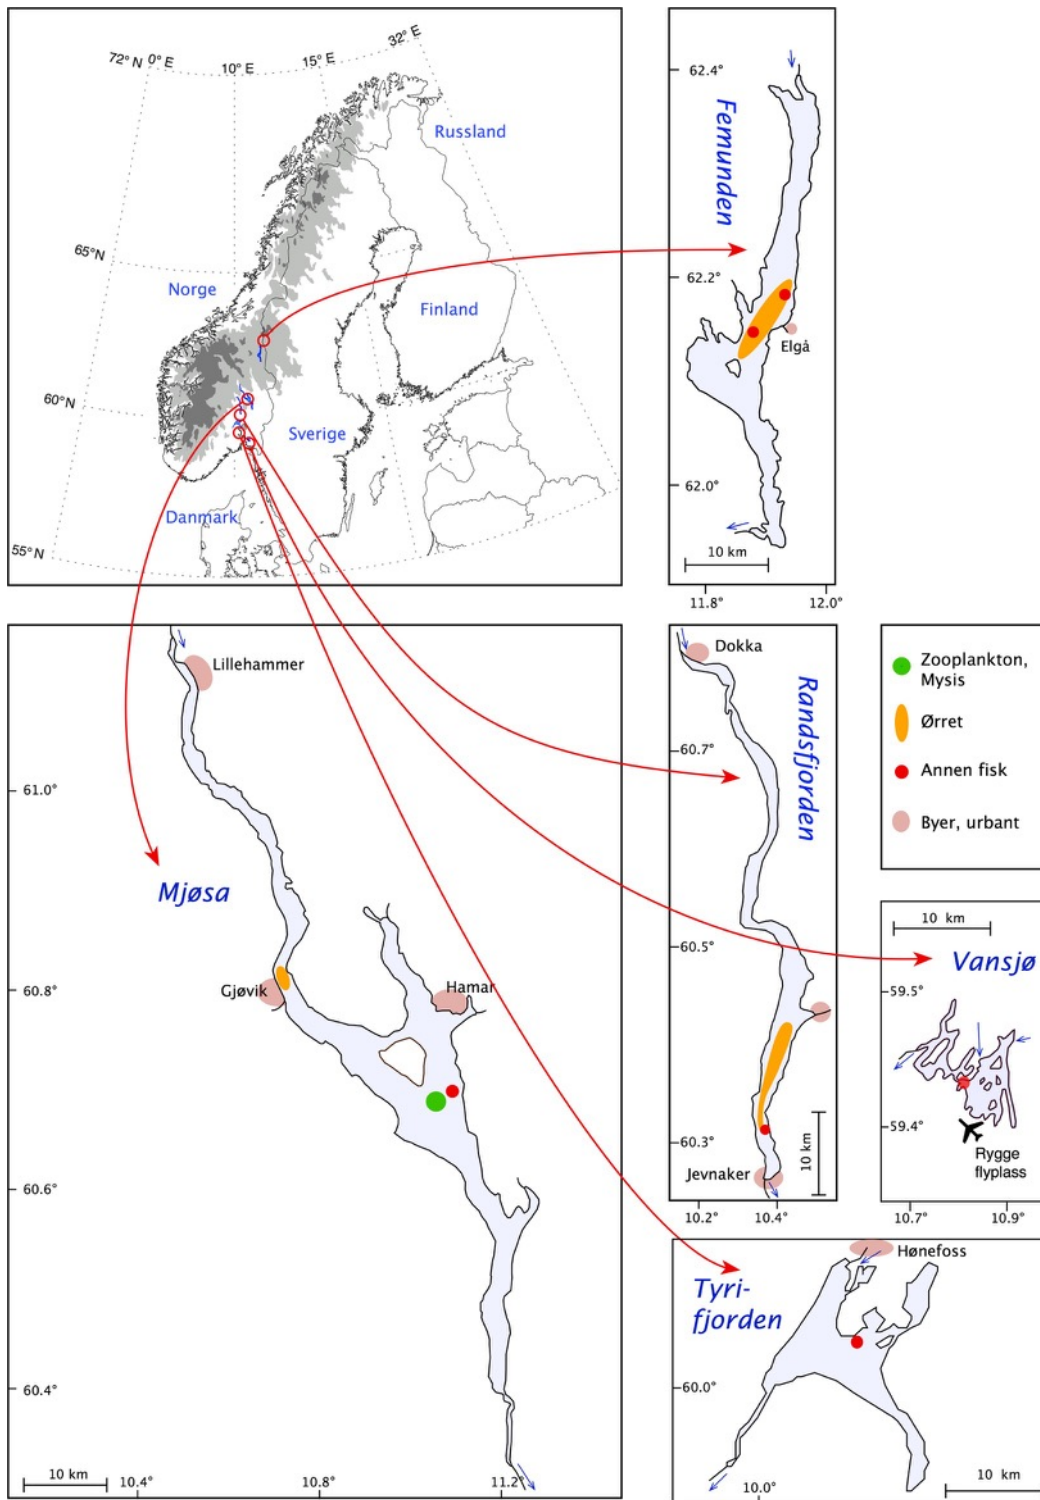 72° N
0° E
10° E
15° E
32° E
65°N
60°N
55°N
Russland
Norge
Finland
Sverige
Danmark
Femunden
62.4°
62.2°
62.0°
Elgå
10 km
11.8°
12.0°
Lillehammer
61.0°
Mjøsa
60.8°
Gjøvik
Hamar
60.6°
60.4°
10 km
10.4°
10.8°
11.2°
Dokka
Randsfjorden
60.7°
60.5°
60.3°
Jevnaker
10 km
10.2°
10.4°
Zooplankton,
Mysis
Ørret
Annen fisk
Byer, urbant
10 km
Vansjø
59.5°
59.4°
Rygge
flyplass
10.7°
10.9°
Hønefoss
Tyri-
fjorden
60.0°
10.0°
10 km